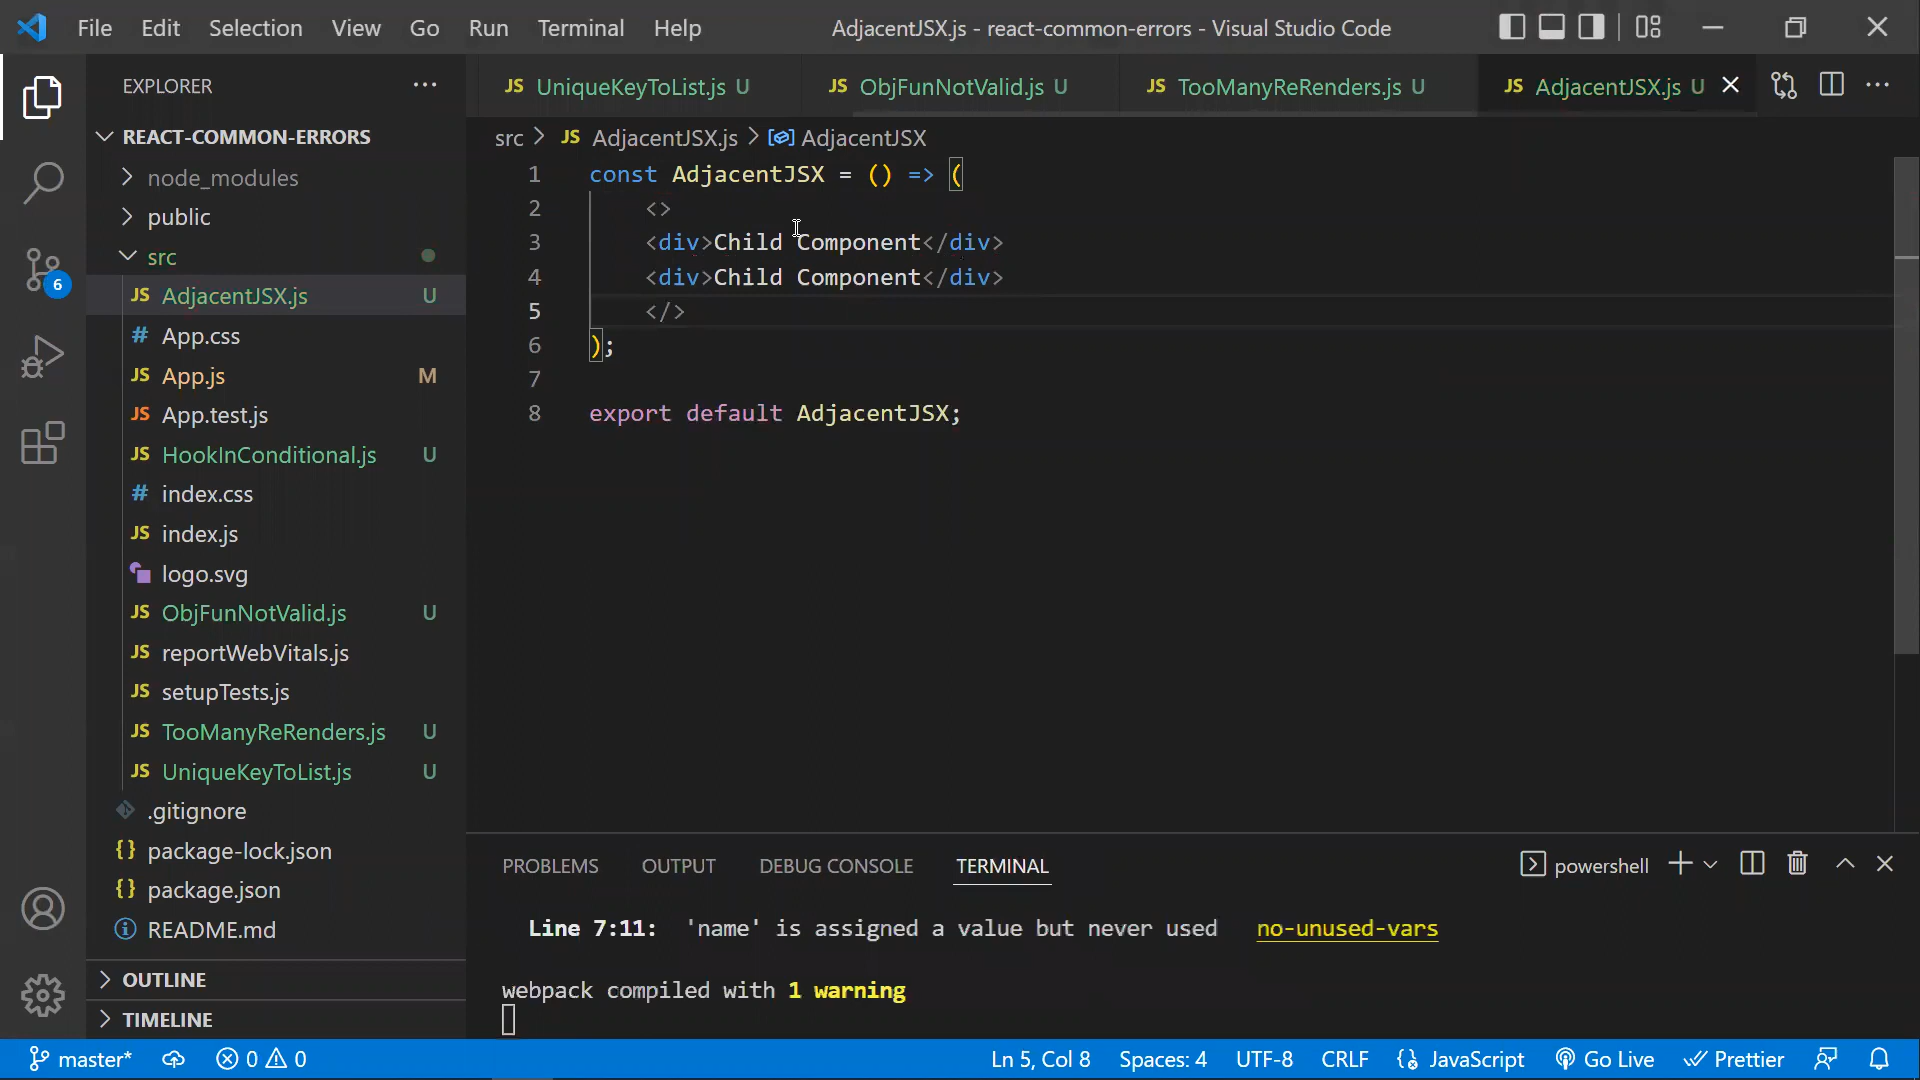 File Edit Selection View Go Run Terminal Help AdjacentJSX.js - react-common-errors - Visual Studio Code
EXPLORER
JS UniqueKeyToList.js U JS ObjFunNotValid.js U JS TooManyReRenders.js U JS AdjacentJSX.js U
REACT-COMMON-ERRORS
node_modules
public
src
JS AdjacentJSX.js U
# App.css
JS App.js M
JS App.test.js
JS HookInConditional.js U
# index.css
JS index.js
logo.svg
JS ObjFunNotValid.js U
JS reportWebVitals.js
JS setupTests.js
JS TooManyReRenders.js U
JS UniqueKeyToList.js U
.gitignore
{} package-lock.json
{} package.json
README.md
OUTLINE
TIMELINE
6
src > JS AdjacentJSX.js > AdjacentJSX
1 const AdjacentJSX = () => (
2 <>
3 <div>Child Component</div>
4 <div>Child Component</div>
5 </>
6 );
7
8 export default AdjacentJSX;
PROBLEMS OUTPUT DEBUG CONSOLE TERMINAL powershell
Line 7:11: 'name' is assigned a value but never used no-unused-vars
webpack compiled with 1 warning
master* 0 0 Ln 5, Col 8 Spaces: 4 UTF-8 CRLF {} JavaScript Go Live Prettier